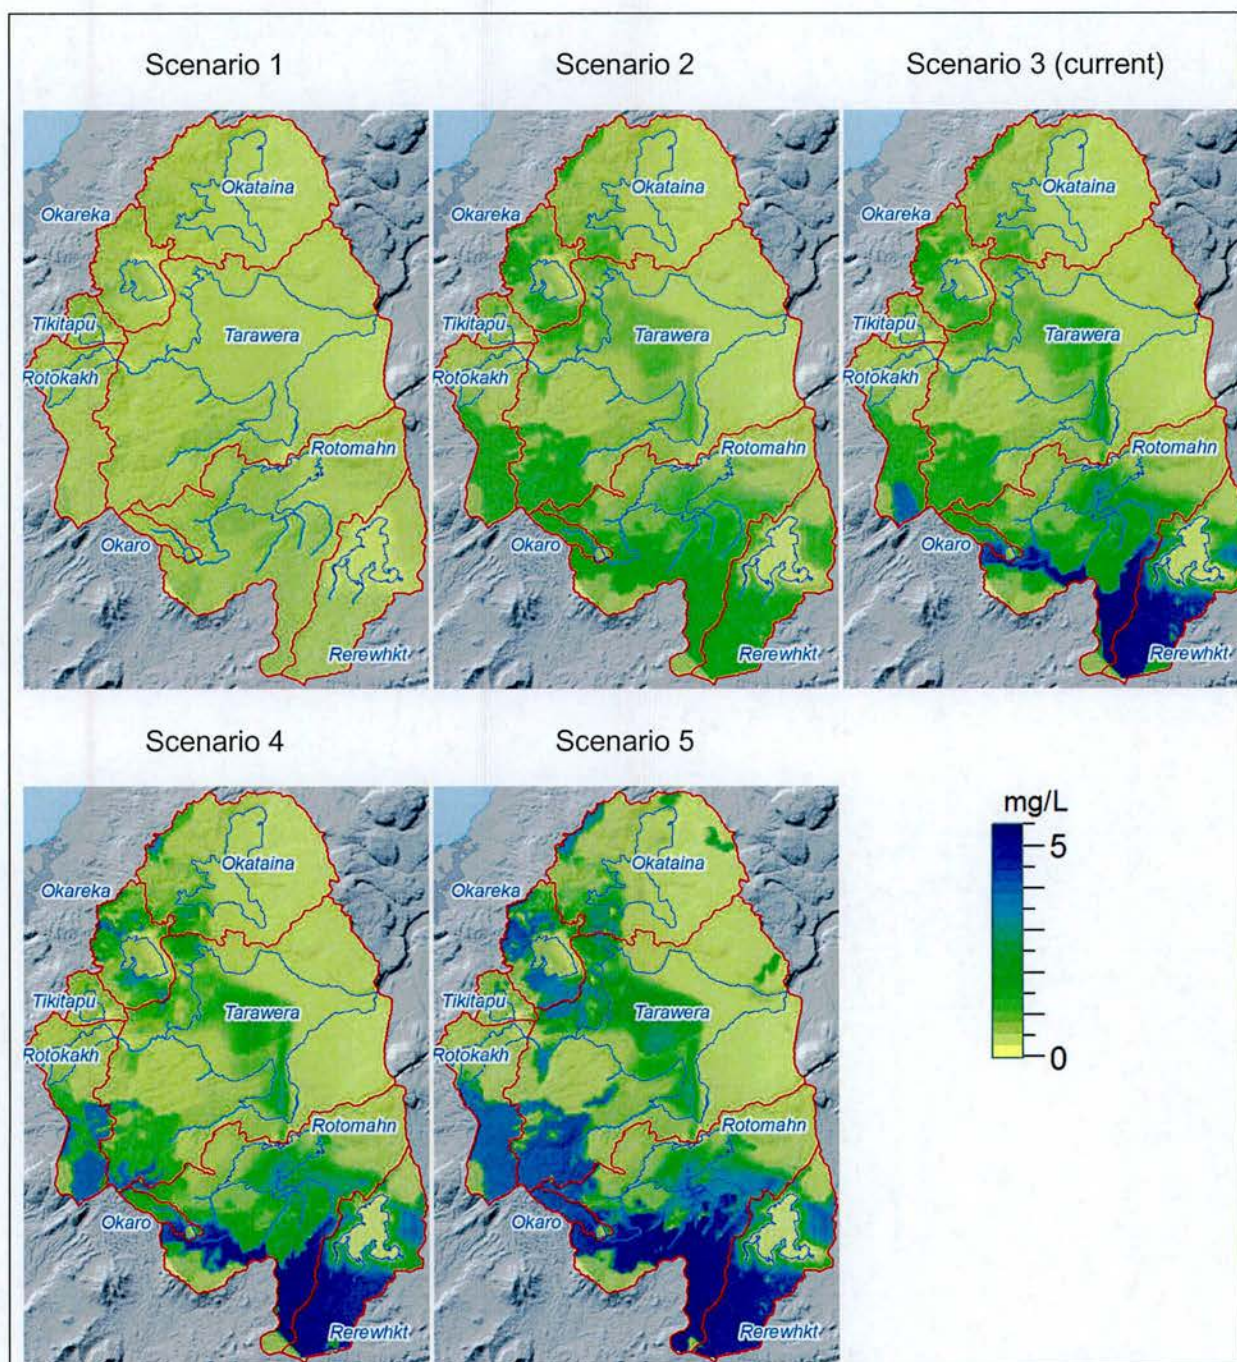 Scenario 1
Scenario 2
Scenario 3 (current)
Okataina
Okareka
Tikitapu
Tarawera
Rotokakh
Rotomahn
Okaro
Rerewhkt
Okataina
Okareka
Tikitapu
Tarawera
Rotokakh
Rotomahn
Okaro
Rerewhkt
Okataina
Okareka
Tikitapu
Tarawera
Rotokakh
Rotomahn
Okaro
Rerewhkt
Scenario 4
Scenario 5
Okataina
Okareka
Tikitapu
Tarawera
Rotokakh
Rotomahn
Okaro
Rerewhkt
Okataina
Okareka
Tikitapu
Tarawera
Rotokakh
Rotomahn
Okaro
Rerewhkt
mg/L
5
0